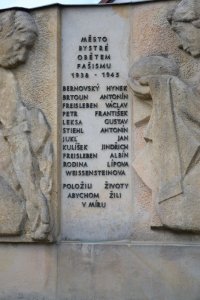 MĚSTO
BYSTRÉ
OBĚTEM
FAŠISMU
1938 - 1945
BERNOVSKÝ HYNEK
BRTOUN ANTONÍN
FREISLEBEN VÁCLAV
PETR FRANTIŠEK
LEKSA GUSTAV
STIEHL ANTONÍN
JUKL JAN
KULÍŠEK JINDŘICH
FREISLEBEN ALBÍN
RODINA LÍPOVA
WEISSENSTEINOVA
POLOŽILI ŽIVOTY
ABYCHOM ŽILI
V MÍRU